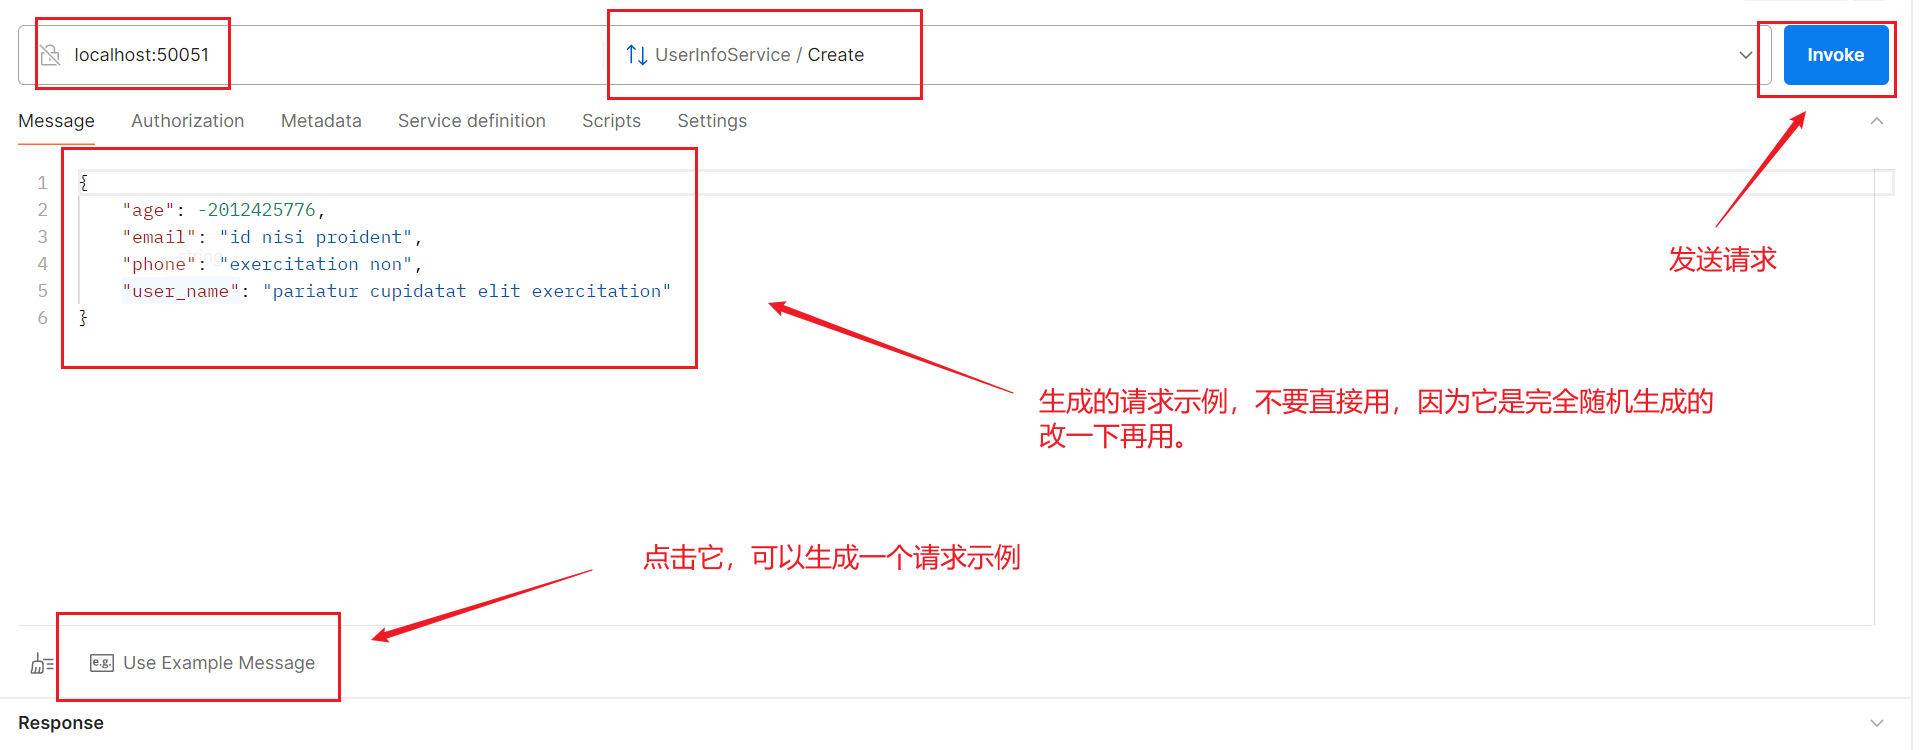 localhost:50051
UserInfoService / Create
Invoke
Message Authorization Metadata Service definition Scripts Settings
1 {
2 "age": -2012425776,
3 "email": "id nisi proident",
4 "phone": "exercitation non",
5 "user_name": "pariatur cupidatat elit exercitation"
6 }
发送请求
生成的请求示例，不要直接用，因为它是完全随机生成的
改一下再用。
点击它，可以生成一个请求示例
e.g. Use Example Message
Response